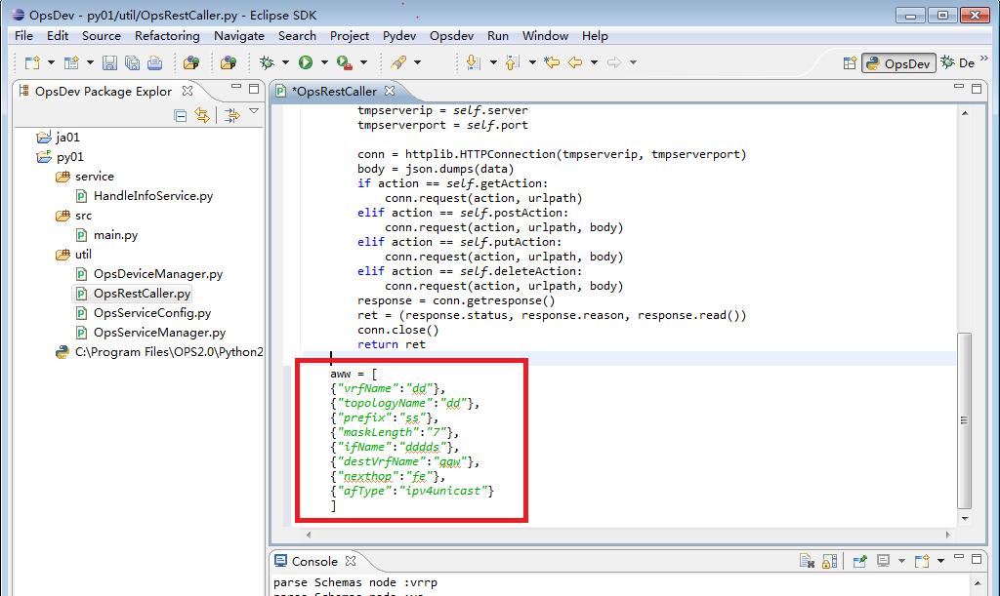 OpsDev - py01/util/OpsRestCaller.py - Eclipse SDK
File Edit Source Refactoring Navigate Search Project Pydev Opsdev Run Window Help
OpsDev De
OpsDev Package Explor
ja01
py01
service
HandleInfoService.py
src
main.py
util
OpsDeviceManager.py
OpsRestCaller.py
OpsServiceConfig.py
OpsServiceManager.py
C:\Program Files\OPS2.0\Python2
*OpsRestCaller
tmpserverip = self.server
tmpserverport = self.port
conn = httplib.HTTPConnection(tmpserverip, tmpserverport)
body = json.dumps(data)
if action == self.getAction:
conn.request(action, urlpath)
elif action == self.postAction:
conn.request(action, urlpath, body)
elif action == self.putAction:
conn.request(action, urlpath, body)
elif action == self.deleteAction:
conn.request(action, urlpath, body)
response = conn.getresponse()
ret = (response.status, response.reason, response.read())
conn.close()
return ret
aww = [
{"vrfName":"dd"},
{"topologyName":"dd"},
{"prefix":"ss"},
{"maskLength":"7"},
{"ifName":"dddds"},
{"destVrfName":"qqw"},
{"nexthop":"fe"},
{"afType":"ipv4unicast"}
]
Console
parse Schemas node :vrrp